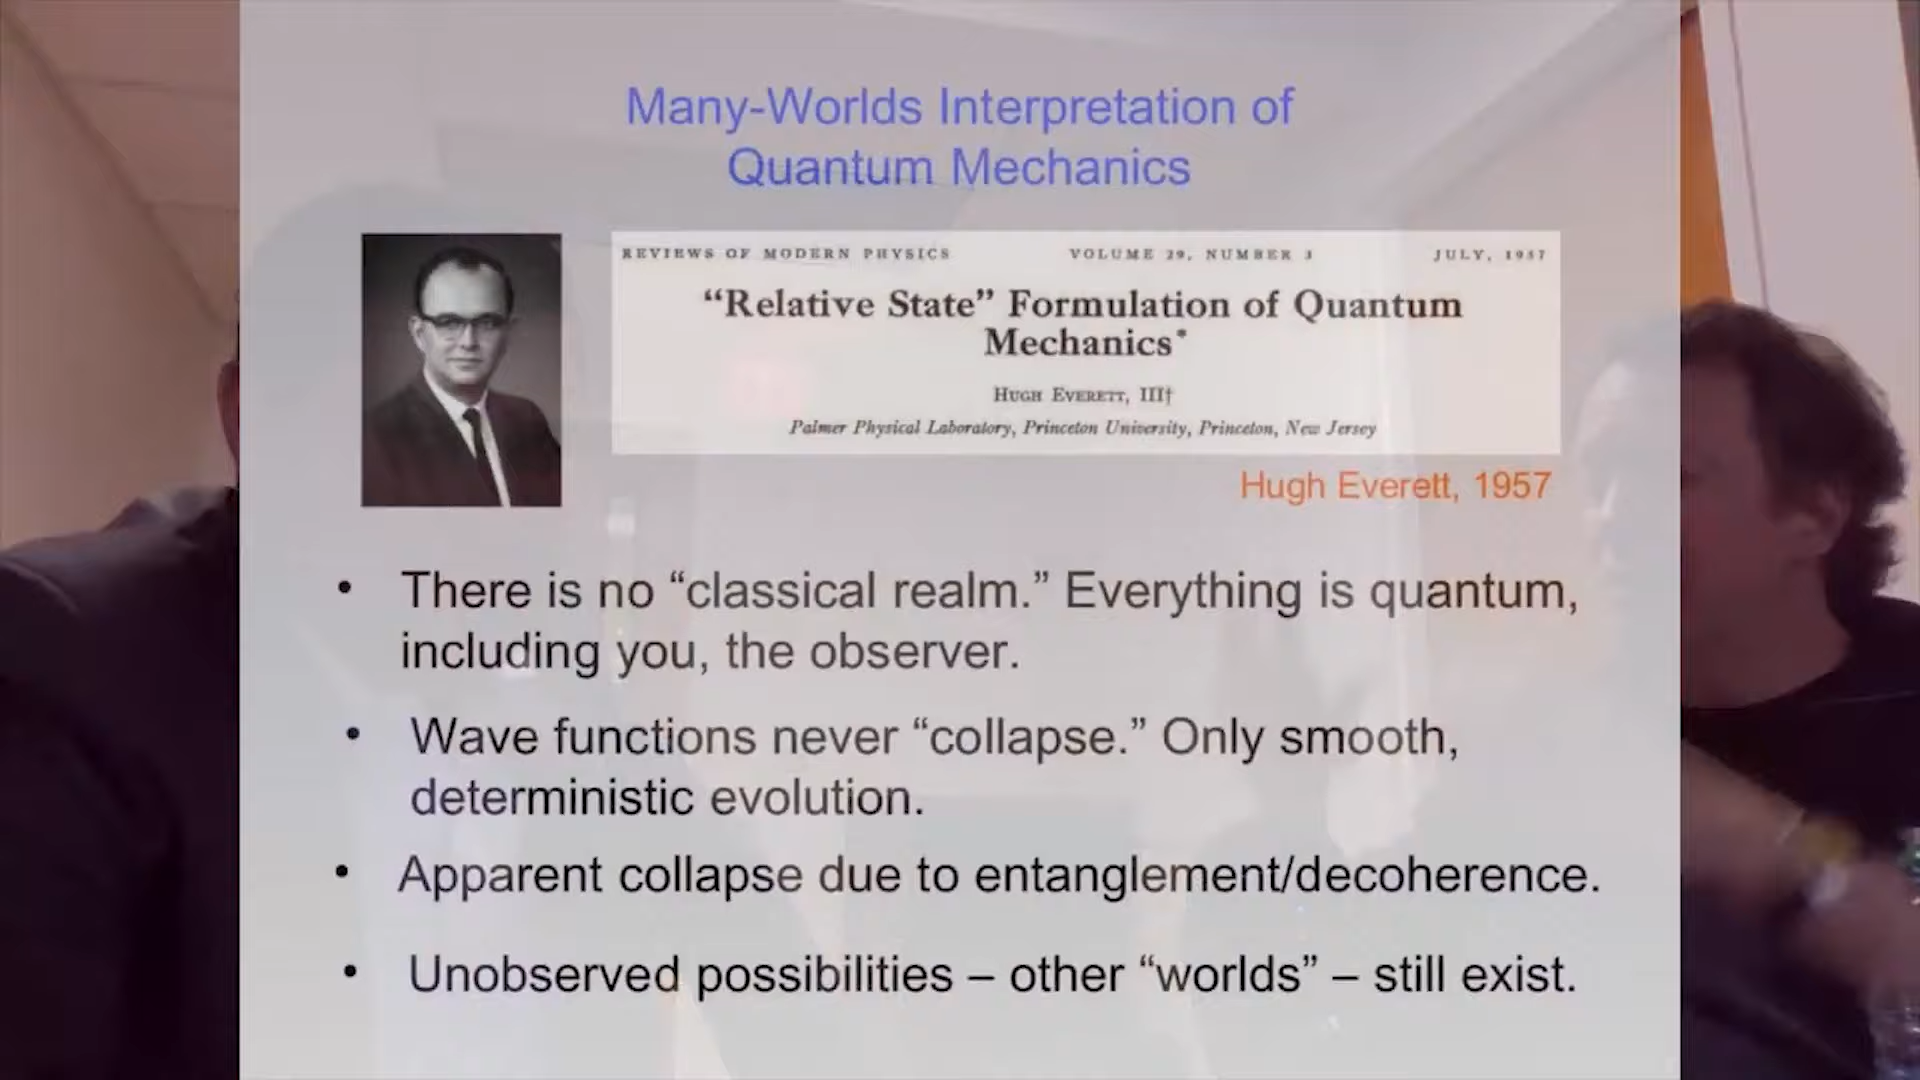 Many-Worlds Interpretation of
Quantum Mechanics
REVIEWS OF MODERN PHYSICS VOLUME 29, NUMBER 3 JULY, 1957
“Relative State” Formulation of Quantum
Mechanics*
HUGH EVERETT, III†
Palmer Physical Laboratory, Princeton University, Princeton, New Jersey
Hugh Everett, 1957
• There is no “classical realm.” Everything is quantum,
including you, the observer.
• Wave functions never “collapse.” Only smooth,
deterministic evolution.
• Apparent collapse due to entanglement/decoherence.
• Unobserved possibilities – other “worlds” – still exist.